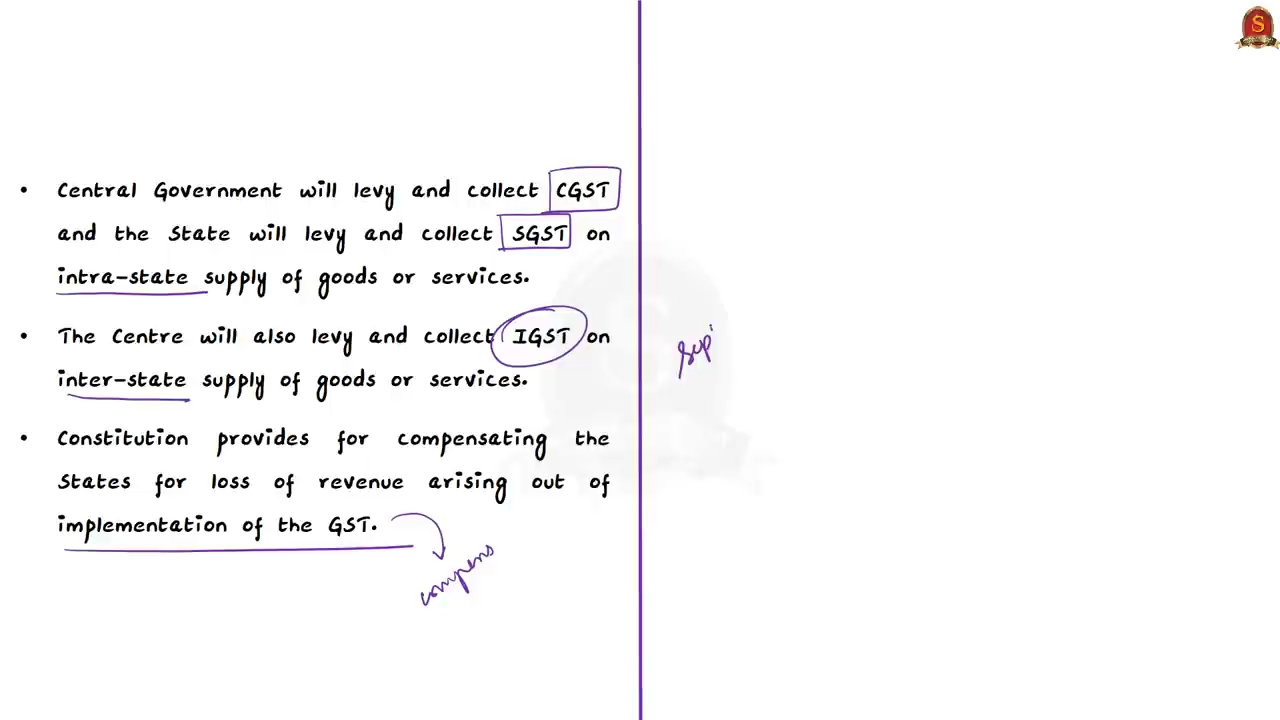 • Central Government will levy and collect CGST
and the State will levy and collect SGST on
intra-state supply of goods or services.
• The Centre will also levy and collect IGST on
inter-state supply of goods or services.
• Constitution provides for compensating the
States for loss of revenue arising out of
implementation of the GST.
compens
sup
S